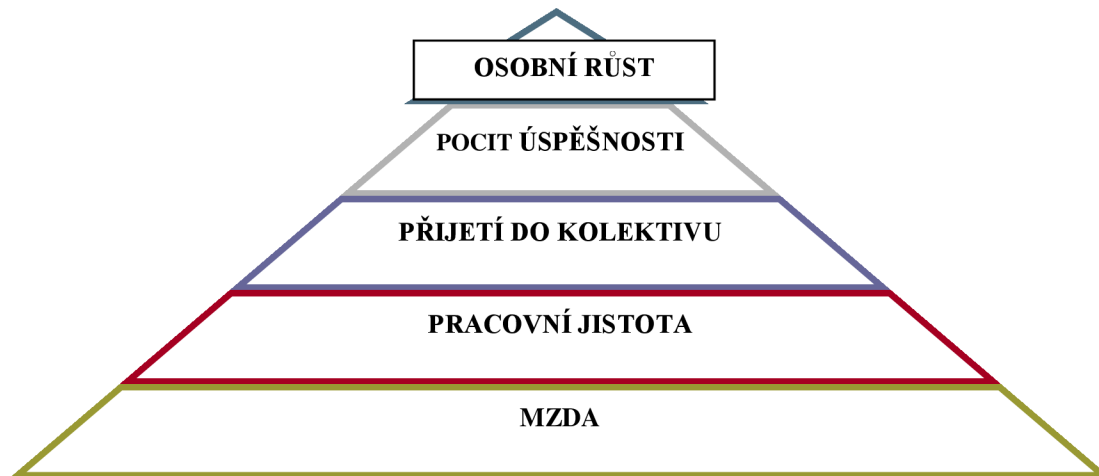 OSOBNÍ RŮST
POCIT ÚSPĚŠNOSTI
PŘIJETÍ DO KOLEKTIVU
PRACOVNÍ JISTOTA
MZDA